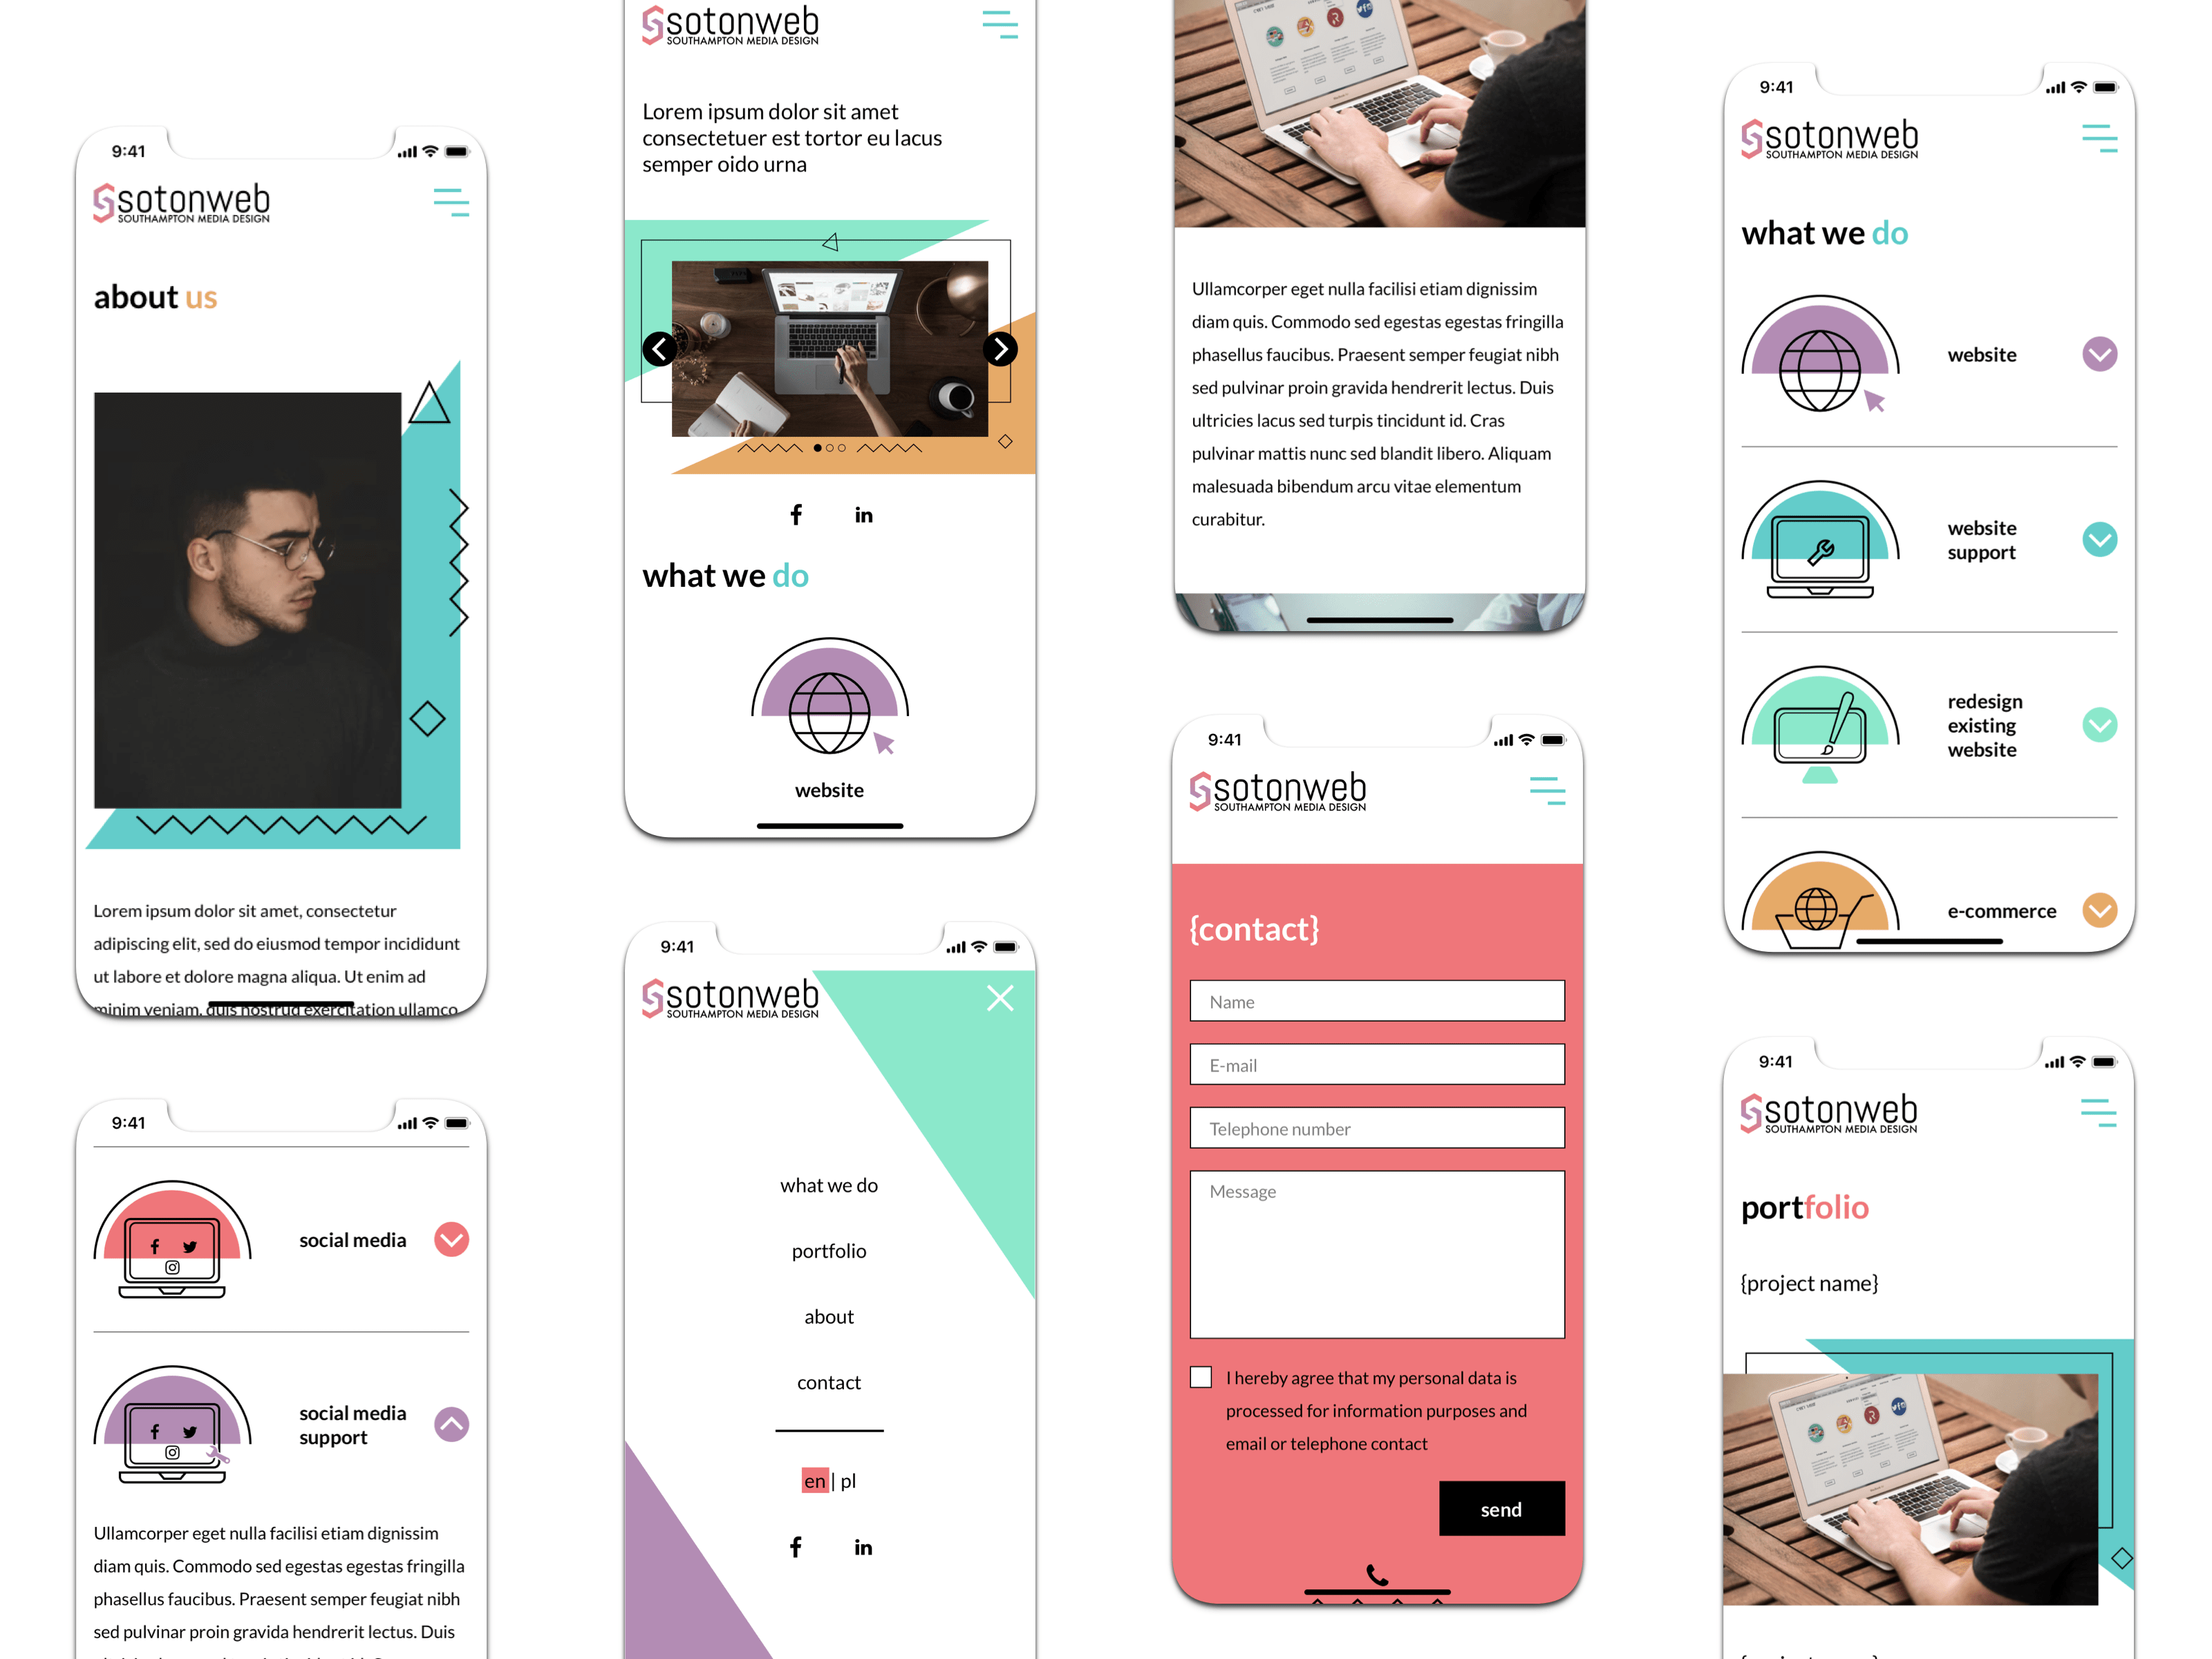 9:41
sotonweb
SOUTHAMPTON MEDIA DESIGN
about us
Lorem ipsum dolor sit amet, consectetur
adipiscing elit, sed do eiusmod tempor incididunt
ut labore et dolore magna aliqua. Ut enim ad
minim veniam, quis nostrud exercitation ullamco
9:41
social media
social media
support
Ullamcorper eget nulla facilisi etiam dignissim
diam quis. Commodo sed egestas egestas fringilla
phasellus faucibus. Praesent semper feugiat nibh
sed pulvinar proin gravida hendrerit lectus. Duis
sotonweb
SOUTHAMPTON MEDIA DESIGN
Lorem ipsum dolor sit amet
consectetuer est tortor eu lacus
semper oido urna
what we do
website
9:41
sotonweb
SOUTHAMPTON MEDIA DESIGN
what we do
portfolio
about
contact
en | pl
Ullamcorper eget nulla facilisi etiam dignissim
diam quis. Commodo sed egestas egestas fringilla
phasellus faucibus. Praesent semper feugiat nibh
sed pulvinar proin gravida hendrerit lectus. Duis
ultricies lacus sed turpis tincidunt id. Cras
pulvinar mattis nunc sed blandit libero. Aliquam
malesuada bibendum arcu vitae elementum
curabitur.
9:41
sotonweb
SOUTHAMPTON MEDIA DESIGN
{contact}
Name
E-mail
Telephone number
Message
I hereby agree that my personal data is
processed for information purposes and
email or telephone contact
send
9:41
sotonweb
SOUTHAMPTON MEDIA DESIGN
what we do
website
website
support
redesign
existing
website
e-commerce
9:41
sotonweb
SOUTHAMPTON MEDIA DESIGN
portfolio
{project name}